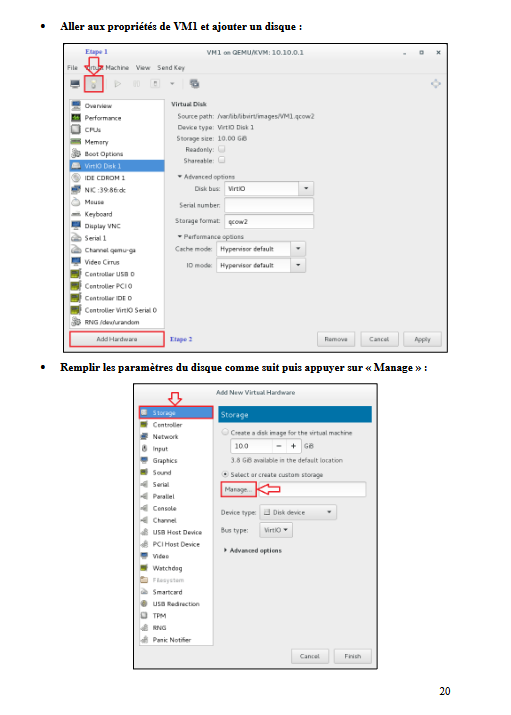 • Aller aux propriétés de VM1 et ajouter un disque :
Etape 1
VM1 on QEMU/KVM: 10.10.0.1
File Virtual Machine View Send Key
Overview
Performance
CPUs
Memory
Boot Options
VirtIO Disk 1
IDE CDROM 1
NIC :39:86:dc
Mouse
Keyboard
Display VNC
Serial 1
Channel qemu-ga
Video Cirrus
Controller USB 0
Controller PCI 0
Controller IDE 0
Controller VirtIO Serial 0
RNG /dev/urandom
Add Hardware
Etape 2
Virtual Disk
Source path: /var/lib/libvirt/images/VM1.qcow2
Device type: VirtIO Disk 1
Storage size: 10.00 GiB
Readonly:
Shareable:
Advanced options
Disk bus: VirtIO
Serial number:
Storage format: qcow2
Performance options
Cache mode: Hypervisor default
IO mode: Hypervisor default
Remove Cancel Apply
• Remplir les paramètres du disque comme suit puis appuyer sur « Manage » :
Add New Virtual Hardware
Storage
Controller
Network
Input
Graphics
Sound
Serial
Parallel
Console
Channel
USB Host Device
PCI Host Device
Video
Watchdog
Filesystem
Smartcard
USB Redirection
TPM
RNG
Panic Notifier
Storage
Create a disk image for the virtual machine
10.0 − + GiB
3.6 GiB available in the default location
Select or create custom storage
Manage...
Device type: Disk device
Bus type: VirtIO
Advanced options
Cancel Finish
20